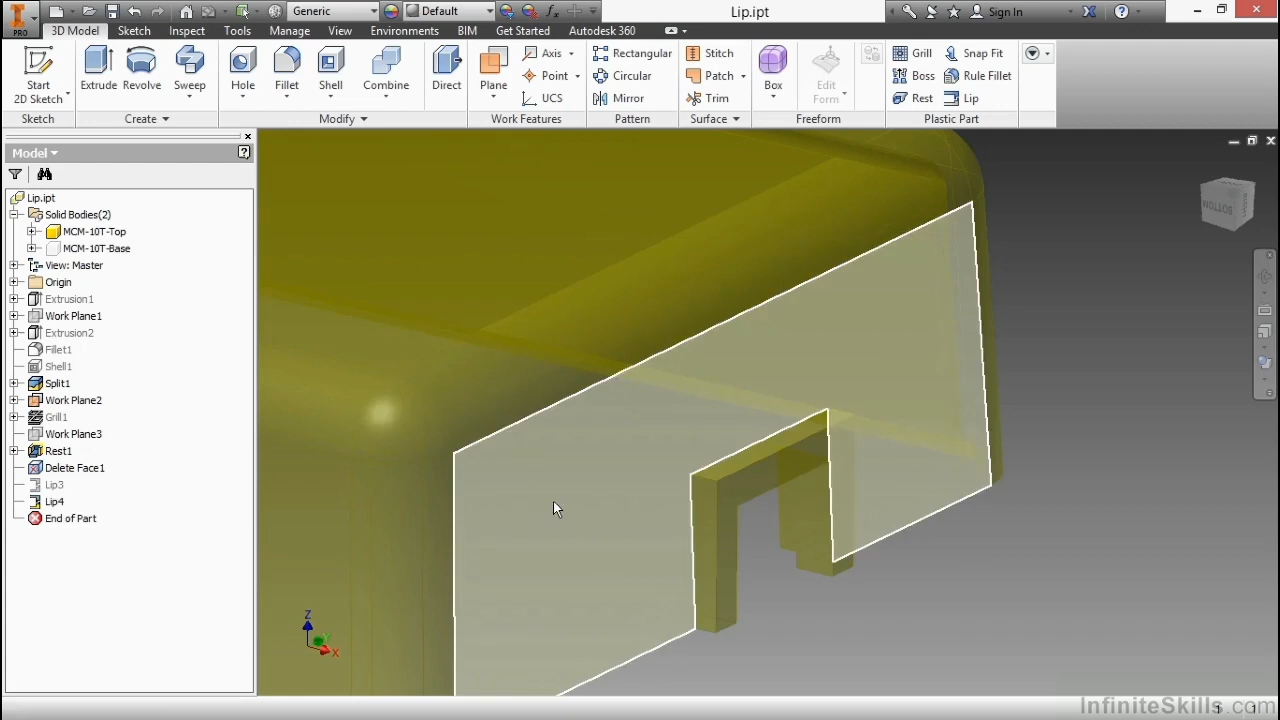 PRO
Generic
Default
Lip.ipt
Sign In
3D Model Sketch Inspect Tools Manage View Environments BIM Get Started Autodesk 360
Start
2D Sketch
Extrude Revolve Sweep
Hole Fillet Shell Combine
Direct
Plane
Axis
Point
UCS
Rectangular
Circular
Mirror
Stitch
Patch
Trim
Box
Edit
Form
Grill Snap Fit
Boss Rule Fillet
Rest Lip
Sketch Create Modify Work Features Pattern Surface Freeform Plastic Part
Model
Lip.ipt
Solid Bodies(2)
MCM-10T-Top
MCM-10T-Base
View: Master
Origin
Extrusion1
Work Plane1
Extrusion2
Fillet1
Shell1
Split1
Work Plane2
Grill1
Work Plane3
Rest1
Delete Face1
Lip3
Lip4
End of Part
BOTTOM
Z
Y
X
1 1
InfiniteSkills.com